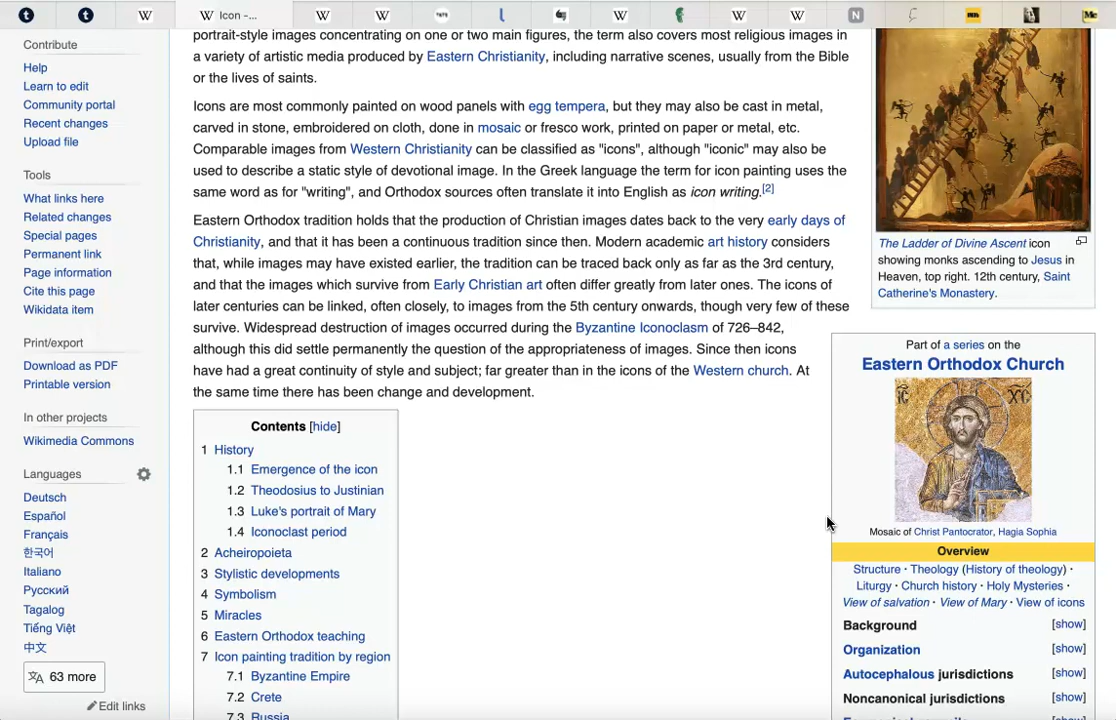 Icon –...
N
Me
Contribute
Help
Learn to edit
Community portal
Recent changes
Upload file
Tools
What links here
Related changes
Special pages
Permanent link
Page information
Cite this page
Wikidata item
Print/export
Download as PDF
Printable version
In other projects
Wikimedia Commons
Languages
Deutsch
Español
Français
한국어
Italiano
Русский
Tagalog
Tiếng Việt
中文
63 more
Edit links
portrait-style images concentrating on one or two main figures, the term also covers most religious images in
a variety of artistic media produced by Eastern Christianity, including narrative scenes, usually from the Bible
or the lives of saints.
Icons are most commonly painted on wood panels with egg tempera, but they may also be cast in metal,
carved in stone, embroidered on cloth, done in mosaic or fresco work, printed on paper or metal, etc.
Comparable images from Western Christianity can be classified as "icons", although "iconic" may also be
used to describe a static style of devotional image. In the Greek language the term for icon painting uses the
same word as for "writing", and Orthodox sources often translate it into English as icon writing.[2]
Eastern Orthodox tradition holds that the production of Christian images dates back to the very early days of
Christianity, and that it has been a continuous tradition since then. Modern academic art history considers
that, while images may have existed earlier, the tradition can be traced back only as far as the 3rd century,
and that the images which survive from Early Christian art often differ greatly from later ones. The icons of
later centuries can be linked, often closely, to images from the 5th century onwards, though very few of these
survive. Widespread destruction of images occurred during the Byzantine Iconoclasm of 726–842,
although this did settle permanently the question of the appropriateness of images. Since then icons
have had a great continuity of style and subject; far greater than in the icons of the Western church. At
the same time there has been change and development.
Contents [hide]
1 History
1.1 Emergence of the icon
1.2 Theodosius to Justinian
1.3 Luke's portrait of Mary
1.4 Iconoclast period
2 Acheiropoieta
3 Stylistic developments
4 Symbolism
5 Miracles
6 Eastern Orthodox teaching
7 Icon painting tradition by region
7.1 Byzantine Empire
7.2 Crete
7.3 Russia
The Ladder of Divine Ascent icon
showing monks ascending to Jesus in
Heaven, top right. 12th century, Saint
Catherine's Monastery.
Part of a series on the
Eastern Orthodox Church
Mosaic of Christ Pantocrator, Hagia Sophia
Overview
Structure · Theology (History of theology) ·
Liturgy · Church history · Holy Mysteries ·
View of salvation · View of Mary · View of icons
Background [show]
Organization [show]
Autocephalous jurisdictions [show]
Noncanonical jurisdictions [show]